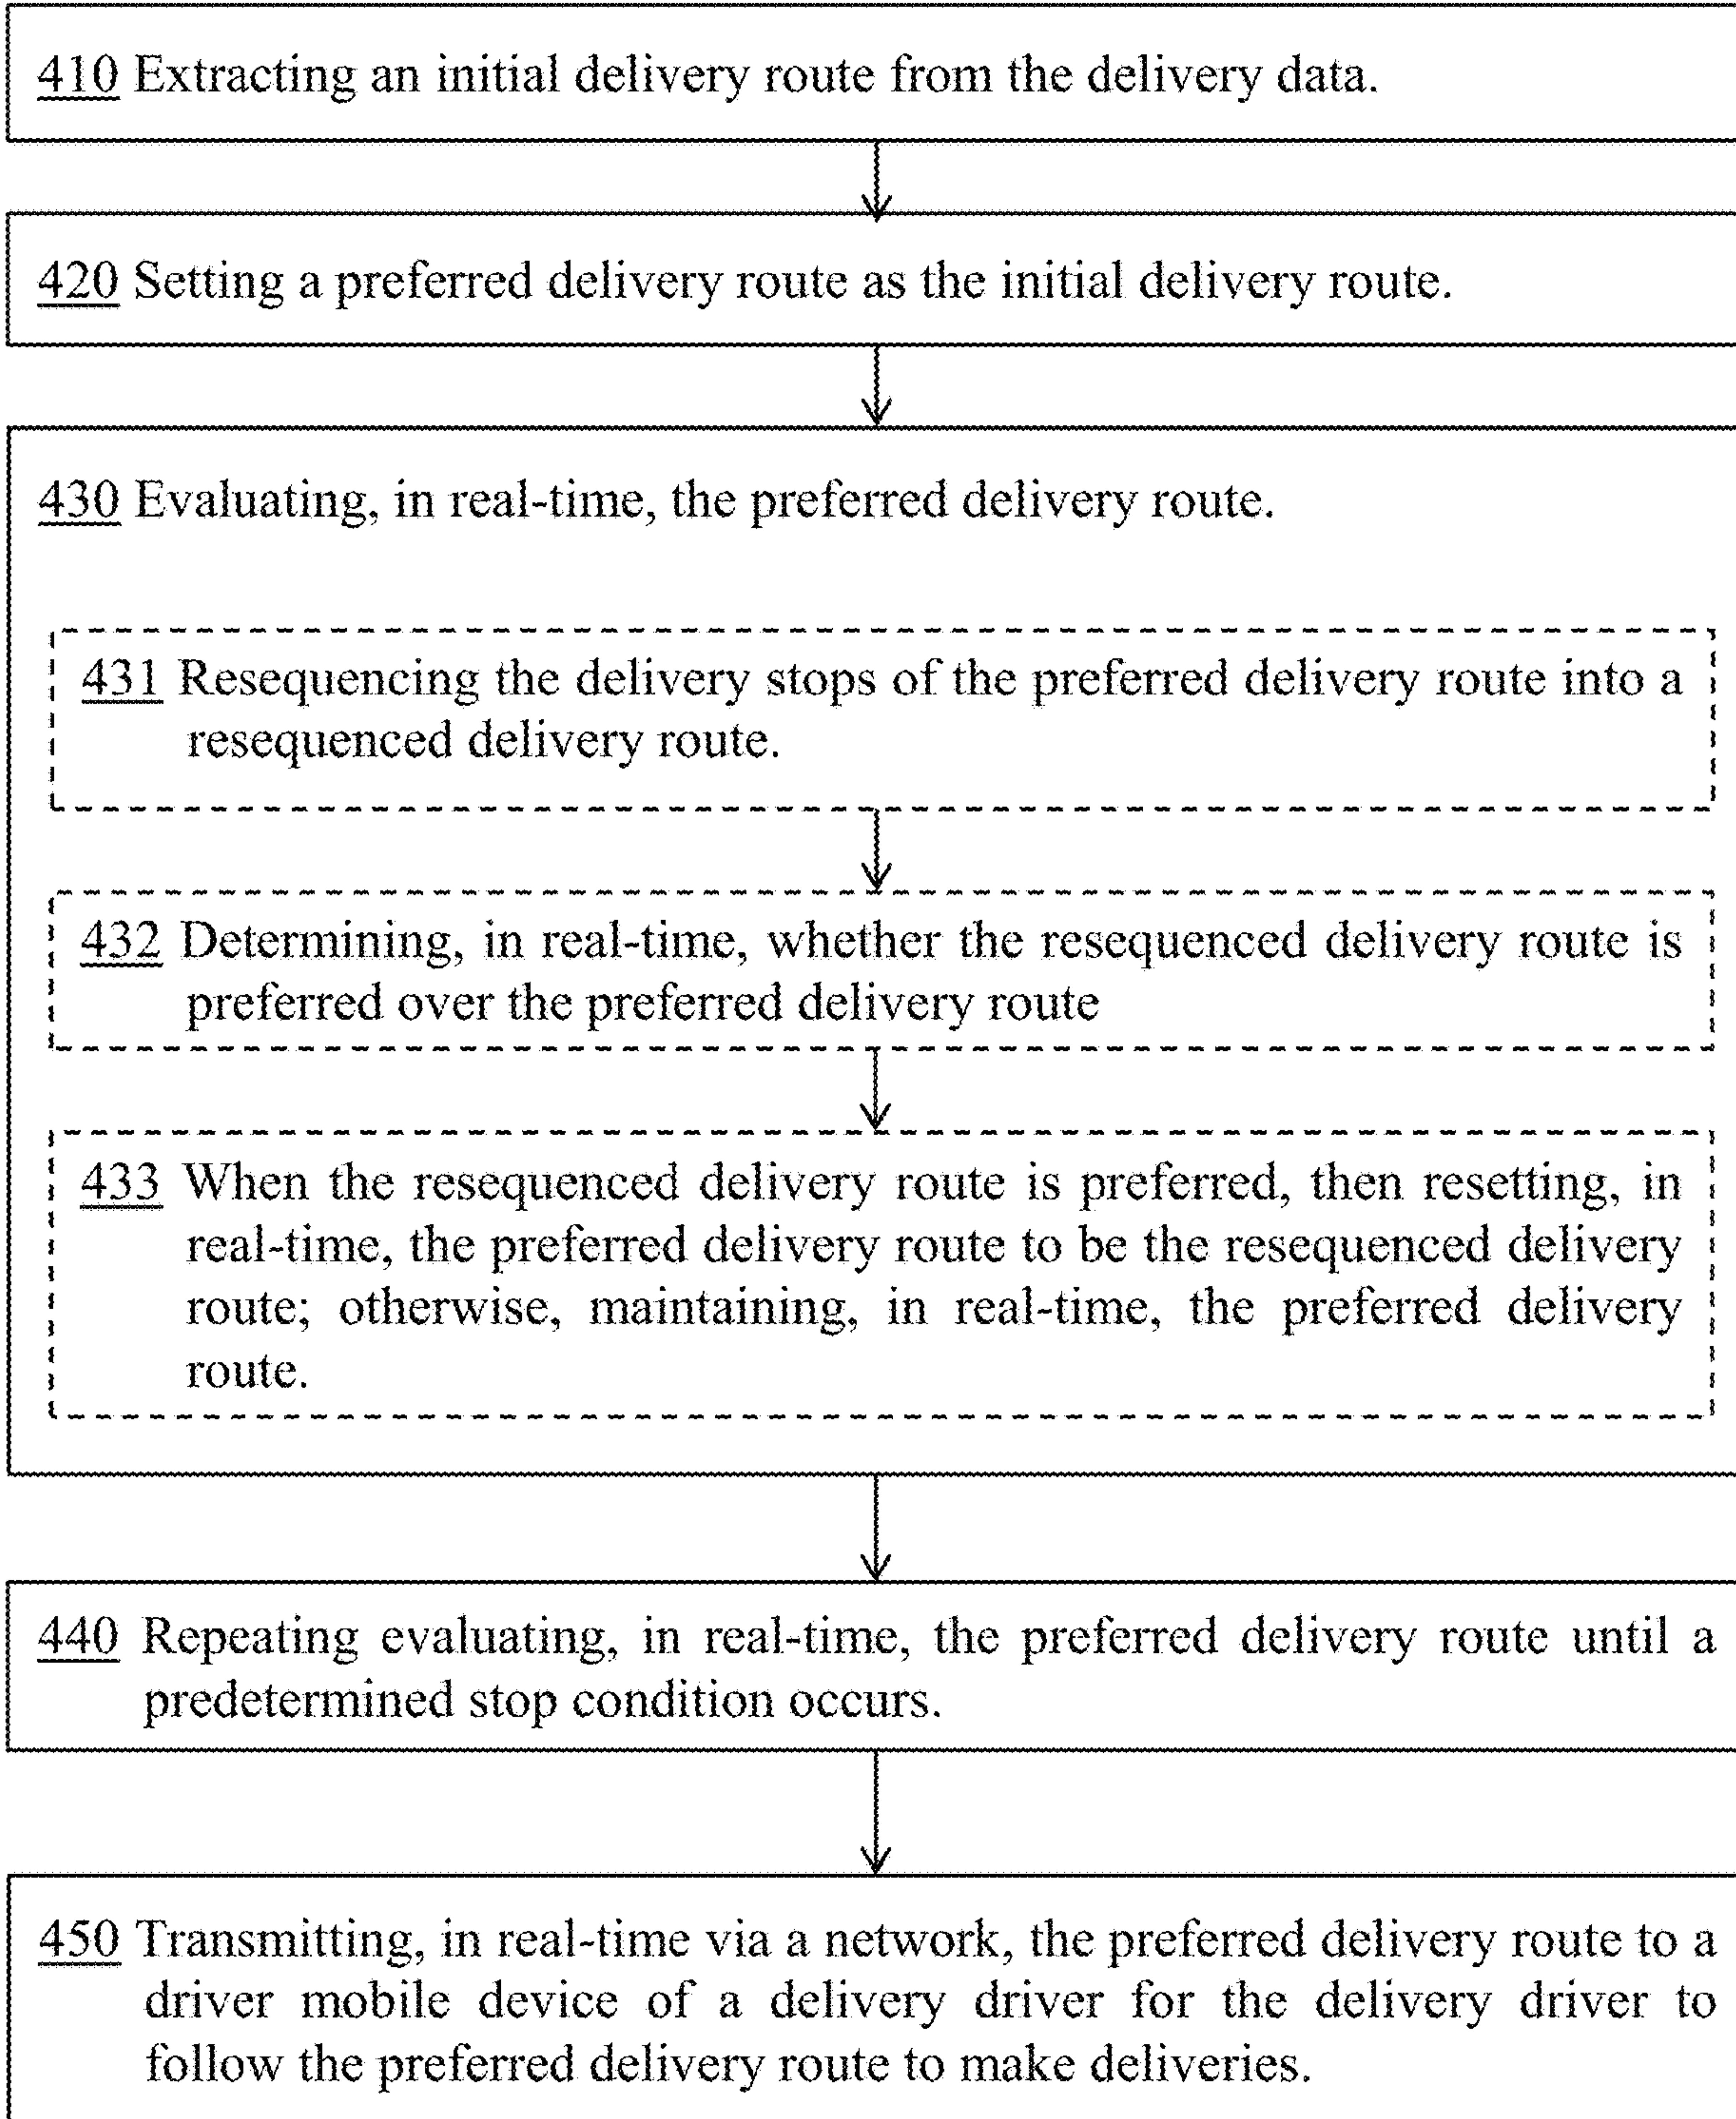 410 Extracting an initial delivery route from the delivery data.
420 Setting a preferred delivery route as the initial delivery route.
430 Evaluating, in real-time, the preferred delivery route.
431 Resequencing the delivery stops of the preferred delivery route into a
resequenced delivery route.
432 Determining, in real-time, whether the resequenced delivery route is
preferred over the preferred delivery route
433 When the resequenced delivery route is preferred, then resetting, in
real-time, the preferred delivery route to be the resequenced delivery
route; otherwise, maintaining, in real-time, the preferred delivery
route.
440 Repeating evaluating, in real-time, the preferred delivery route until a
predetermined stop condition occurs.
450 Transmitting, in real-time via a network, the preferred delivery route to a
driver mobile device of a delivery driver for the delivery driver to
follow the preferred delivery route to make deliveries.